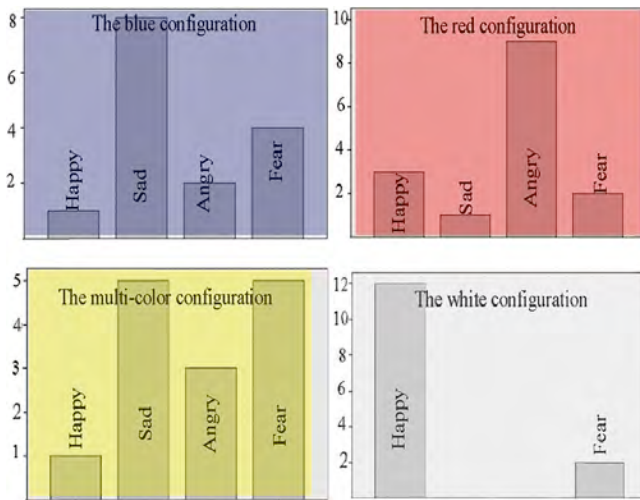 The blue configuration
8
4
2
Happy
Sad
Angry
Fear
The red configuration
10
8
6
4
2
Happy
Sad
Angry
Fear
The multi-color configuration
5
4
3
2
1
Happy
Sad
Angry
Fear
The white configuration
12
10
8
6
4
2
Happy
Fear